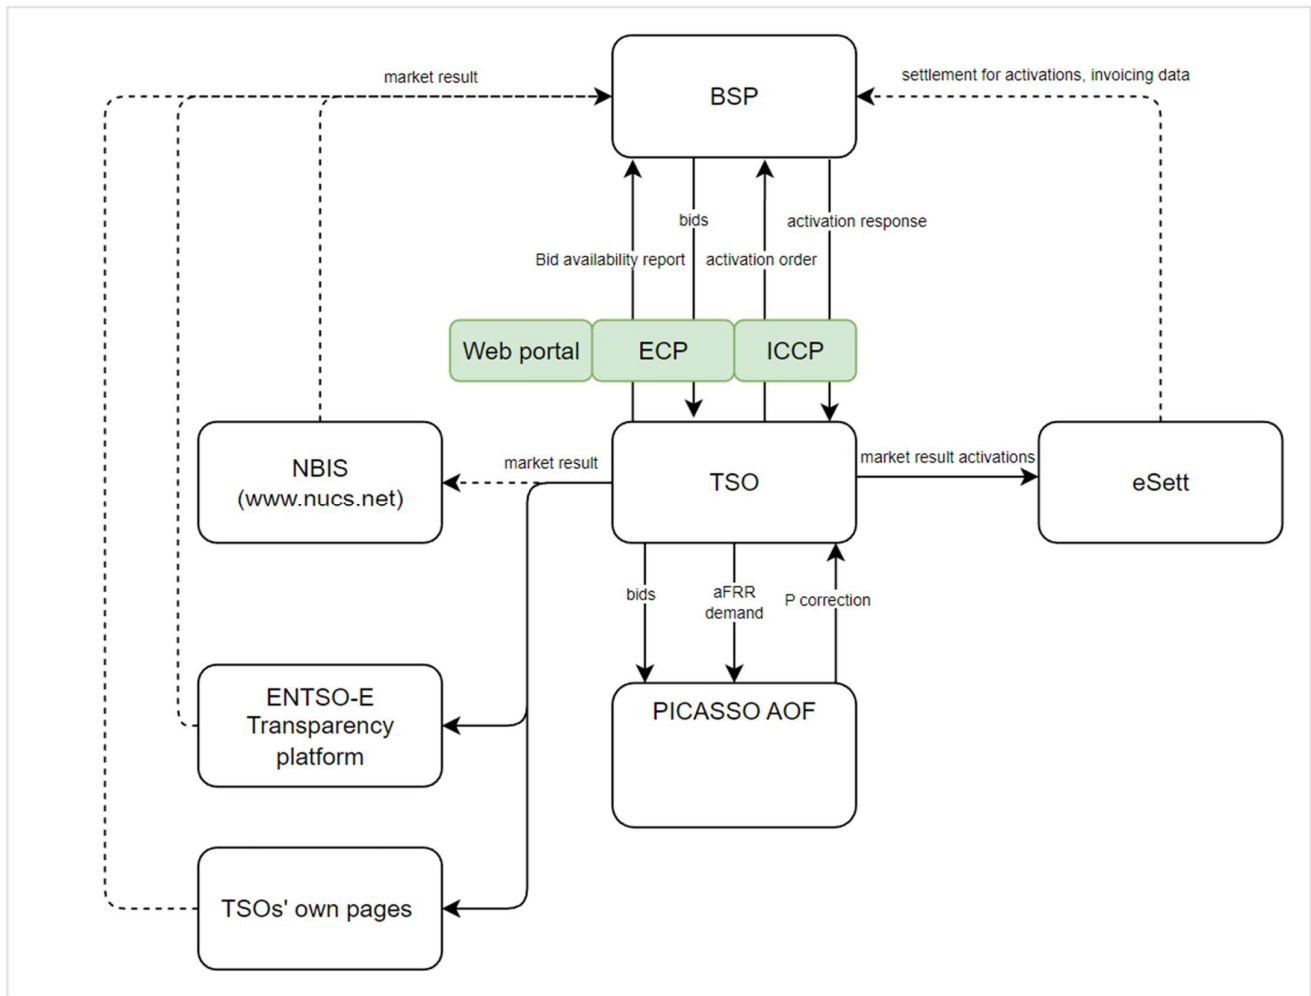 market result
BSP
settlement for activations, invoicing data
bids
activation response
Bid availability report
activation order
Web portal
ECP
ICCP
NBIS
(www.nucs.net)
market result
TSO
market result activations
eSett
bids
aFRR
demand
P correction
ENTSO-E
Transparency
platform
PICASSO AOF
TSOs' own pages